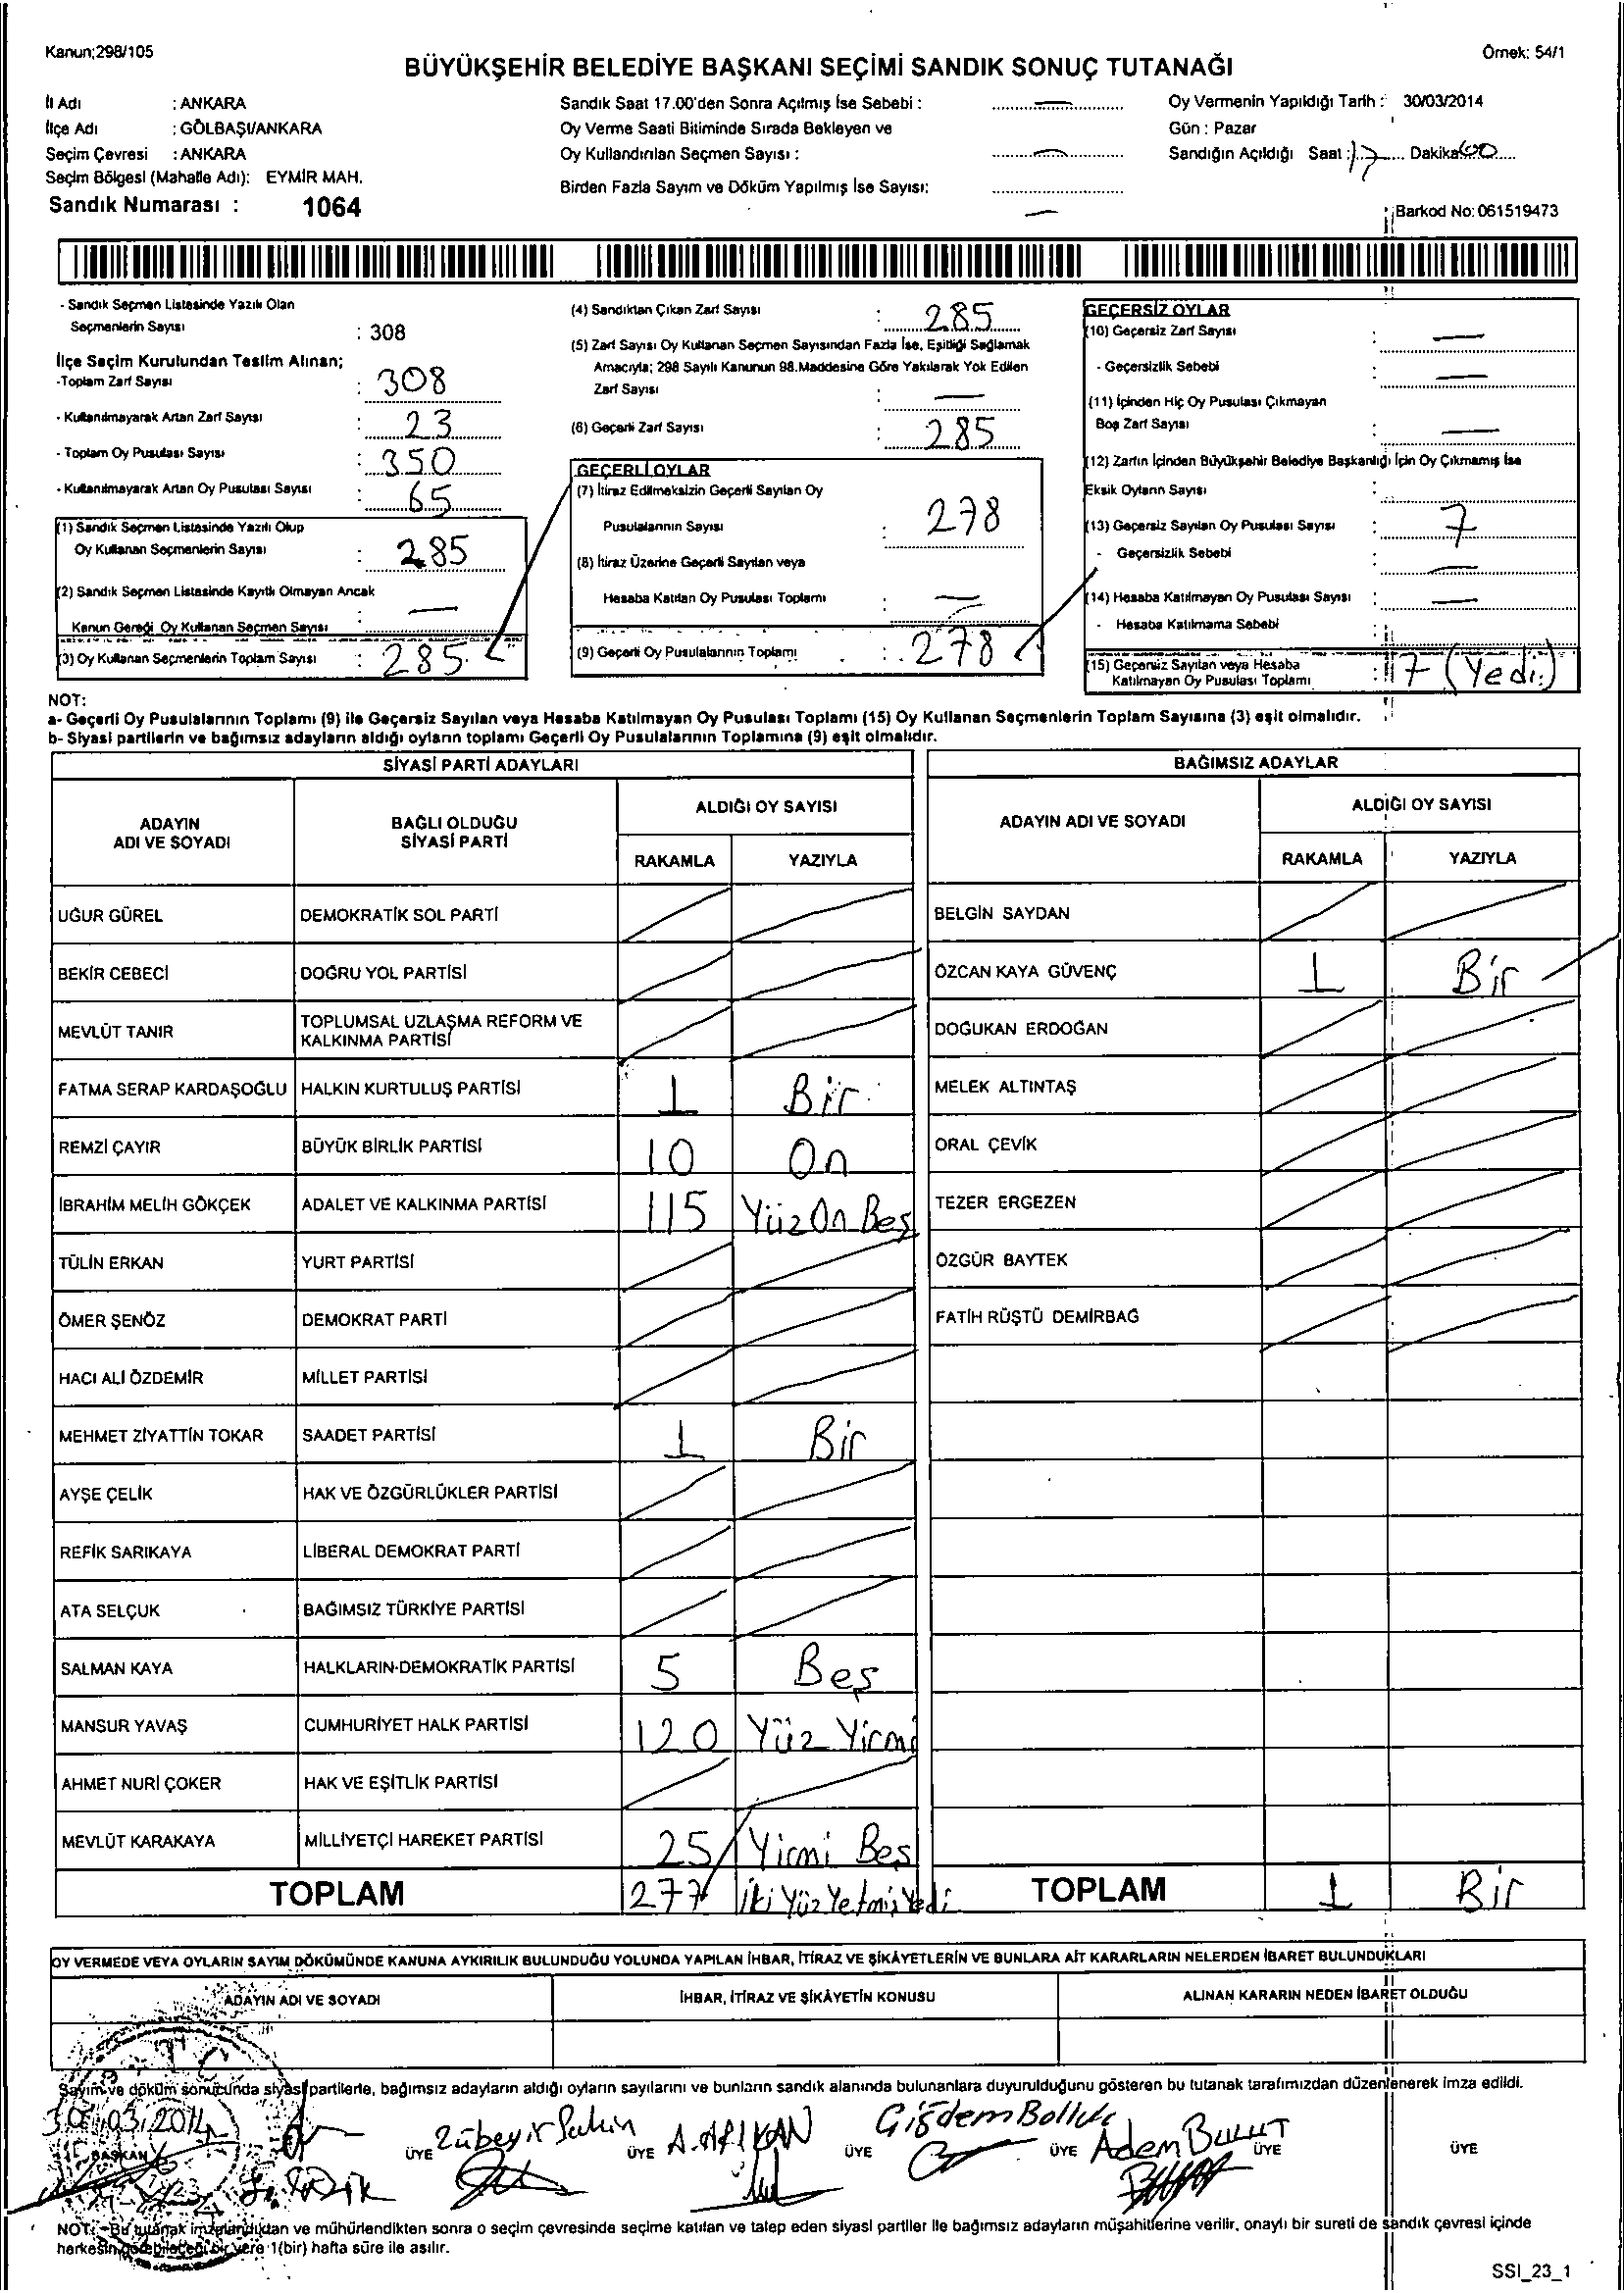 Kanun;298/105
Örnek: 54/1
BÜYÜKŞEHİR BELEDİYE BAŞKANI SEÇİMİ SANDIK SONUÇ TUTANAĞI
İl Adı : ANKARA
İlçe Adı : GÖLBAŞI/ANKARA
Seçim Çevresi : ANKARA
Seçim Bölgesi (Mahalle Adı): EYMİR MAH.
Sandık Numarası : 1064
Sandık Saat 17.00'den Sonra Açılmış İse Sebebi : —
Oy Verme Saati Bitiminde Sırada Bekleyen ve
Oy Kullandırılan Seçmen Sayısı : —
Birden Fazla Sayım ve Döküm Yapılmış İse Sayısı: —
Oy Vermenin Yapıldığı Tarih : 30/03/2014
Gün : Pazar
Sandığın Açıldığı Saat : 17 Dakika 00
Barkod No: 061519473
- Sandık Seçmen Listesinde Yazılı Olan
Seçmenlerin Sayısı : 308
İlçe Seçim Kurulundan Teslim Alınan;
-Toplam Zarf Sayısı : 308
- Kullanılmayarak Artan Zarf Sayısı : 23
- Toplam Oy Pusulası Sayısı : 350
- Kullanılmayarak Artan Oy Pusulası Sayısı : 65
(1) Sandık Seçmen Listesinde Yazılı Olup
Oy Kullanan Seçmenlerin Sayısı : 285
(2) Sandık Seçmen Listesinde Kayıtlı Olmayan Ancak
Kanun Gereği Oy Kullanan Seçmen Sayısı : —
(3) Oy Kullanan Seçmenlerin Toplam Sayısı : 285
(4) Sandıktan Çıkan Zarf Sayısı : 285
(5) Zarf Sayısı Oy Kullanan Seçmen Sayısından Fazla İse, Eşitliği Sağlamak
Amacıyla; 298 Sayılı Kanunun 98.Maddesine Göre Yakılarak Yok Edilen
Zarf Sayısı : —
(6) Geçerli Zarf Sayısı : 285
GEÇERLİ OYLAR
(7) İtiraz Edilmeksizin Geçerli Sayılan Oy
Pusulalarının Sayısı : 278
(8) İtiraz Üzerine Geçerli Sayılan veya
Hesaba Katılan Oy Pusulası Toplamı : —
(9) Geçerli Oy Pusulalarının Toplamı : 278
GEÇERSİZ OYLAR
(10) Geçersiz Zarf Sayısı : —
- Geçersizlik Sebebi : —
(11) İçinden Hiç Oy Pusulası Çıkmayan
Boş Zarf Sayısı : —
(12) Zarfın İçinden Büyükşehir Belediye Başkanlığı İçin Oy Çıkmamış İse
Eksik Oyların Sayısı :
(13) Geçersiz Sayılan Oy Pusulası Sayısı : 7
- Geçersizlik Sebebi : —
(14) Hesaba Katılmayan Oy Pusulası Sayısı : —
- Hesaba Katılmama Sebebi :
(15) Geçersiz Sayılan veya Hesaba
Katılmayan Oy Pusulası Toplamı : 7 (Yedi)
NOT:
a- Geçerli Oy Pusulalarının Toplamı (9) ile Geçersiz Sayılan veya Hesaba Katılmayan Oy Pusulası Toplamı (15) Oy Kullanan Seçmenlerin Toplam Sayısına (3) eşit olmalıdır.
b- Siyasi partilerin ve bağımsız adayların aldığı oyların toplamı Geçerli Oy Pusulalarının Toplamına (9) eşit olmalıdır.
SİYASİ PARTİ ADAYLARI
ADAYIN ADI VE SOYADI
BAĞLI OLDUĞU SİYASİ PARTİ
ALDIĞI OY SAYISI
RAKAMLA YAZIYLA
UĞUR GÜREL DEMOKRATİK SOL PARTİ
BEKİR CEBECİ DOĞRU YOL PARTİSİ
MEVLÜT TANIR TOPLUMSAL UZLAŞMA REFORM VE KALKINMA PARTİSİ
FATMA SERAP KARDAŞOĞLU HALKIN KURTULUŞ PARTİSİ 1 Bir
REMZİ ÇAYIR BÜYÜK BİRLİK PARTİSİ 10 On
İBRAHİM MELİH GÖKÇEK ADALET VE KALKINMA PARTİSİ 115 Yüz On Beş
TÜLİN ERKAN YURT PARTİSİ
ÖMER ŞENÖZ DEMOKRAT PARTİ
HACI ALİ ÖZDEMİR MİLLET PARTİSİ
MEHMET ZİYATTİN TOKAR SAADET PARTİSİ 1 Bir
AYŞE ÇELİK HAK VE ÖZGÜRLÜKLER PARTİSİ
REFİK SARIKAYA LİBERAL DEMOKRAT PARTİ
ATA SELÇUK BAĞIMSIZ TÜRKİYE PARTİSİ
SALMAN KAYA HALKLARIN DEMOKRATİK PARTİSİ 5 Beş
MANSUR YAVAŞ CUMHURİYET HALK PARTİSİ 120 Yüz Yirmi
AHMET NURİ ÇOKER HAK VE EŞİTLİK PARTİSİ
MEVLÜT KARAKAYA MİLLİYETÇİ HAREKET PARTİSİ 25 Yirmi Beş
TOPLAM 277 İki Yüz Yetmiş Yedi
BAĞIMSIZ ADAYLAR
ADAYIN ADI VE SOYADI
ALDIĞI OY SAYISI
RAKAMLA YAZIYLA
BELGİN SAYDAN
ÖZCAN KAYA GÜVENÇ 1 Bir
DOĞUKAN ERDOĞAN
MELEK ALTINTAŞ
ORAL ÇEVİK
TEZER ERGEZEN
ÖZGÜR BAYTEK
FATİH RÜŞTÜ DEMİRBAĞ
TOPLAM 1 Bir
OY VERMEDE VEYA OYLARIN SAYIM DÖKÜMÜNDE KANUNA AYKIRILIK BULUNDUĞU YOLUNDA YAPILAN İHBAR, İTİRAZ VE ŞİKÂYETLERİN VE BUNLARA AİT KARARLARIN NELERDEN İBARET BULUNDUKLARI
ADAYIN ADI VE SOYADI
İHBAR, İTİRAZ VE ŞİKÂYETİN KONUSU
ALINAN KARARIN NEDEN İBARET OLDUĞU
T.C.
Sayım ve döküm sonucunda siyasi partilerle, bağımsız adayların aldığı oyların sayılarını ve bunların sandık alanında bulunanlara duyurulduğunu gösteren bu tutanak tarafımızdan düzenlenerek imza edildi.
30.03.2014
BAŞKAN
ÜYE Zübeyir Şahin
ÜYE A. ARIKAN
ÜYE
ÜYE Adem BULUT
ÜYE
ÜYE
NOT: -Bu tutanak imzalandıktan ve mühürlendikten sonra o seçim çevresinde seçime katılan ve talep eden siyasi partiler ile bağımsız adayların müşahitlerine verilir, onaylı bir sureti de sandık çevresi içinde
herkesin görebileceği bir yere 1(bir) hafta süre ile asılır.
SSI_23_1